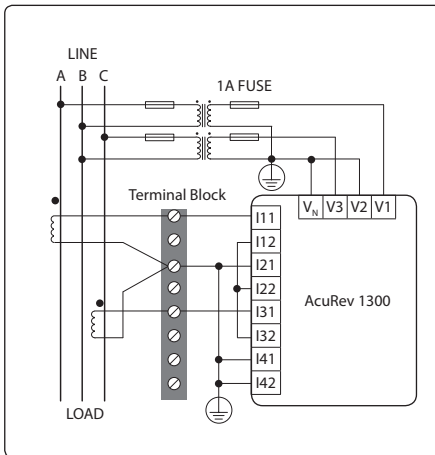 LINE
A B C
1A FUSE
Terminal Block
V_N V3 V2 V1
I11
I12
I21
I22
I31
I32
I41
I42
AcuRev 1300
LOAD